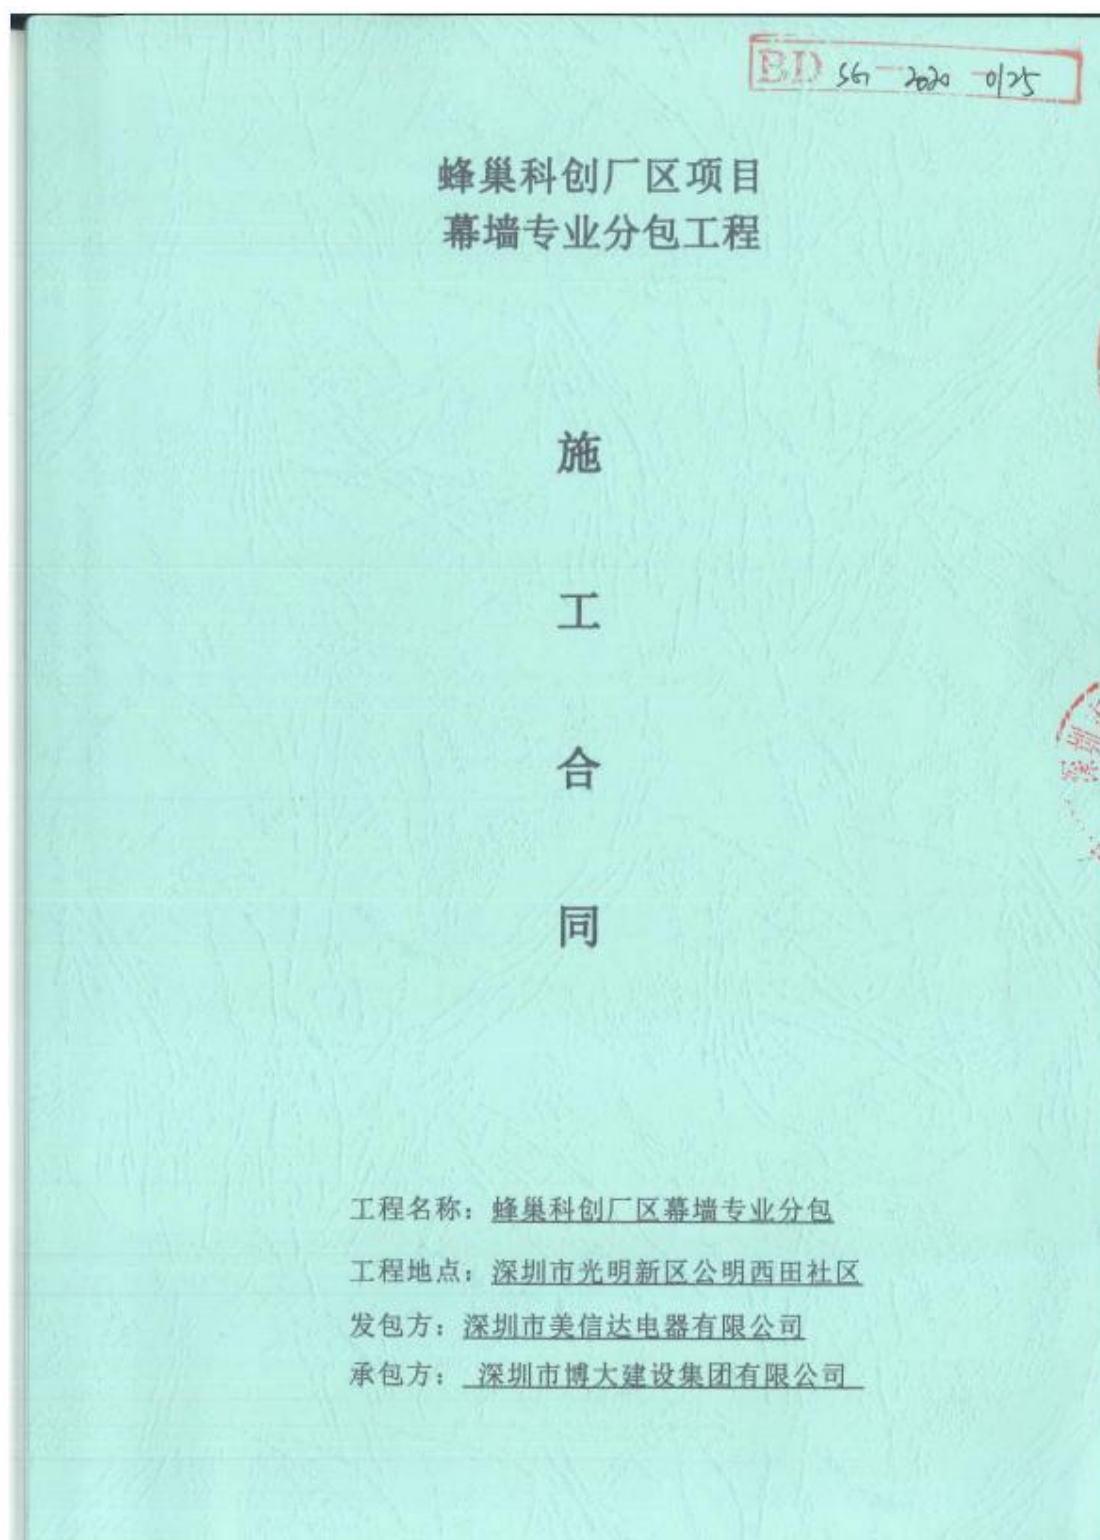 BD SG-2020-0125
蜂巢科创厂区项目
幕墙专业分包工程
施
工
合
同
工程名称：蜂巢科创厂区幕墙专业分包
工程地点：深圳市光明新区公明西田社区
发包方：深圳市美信达电器有限公司
承包方：深圳市博大建设集团有限公司
深圳市